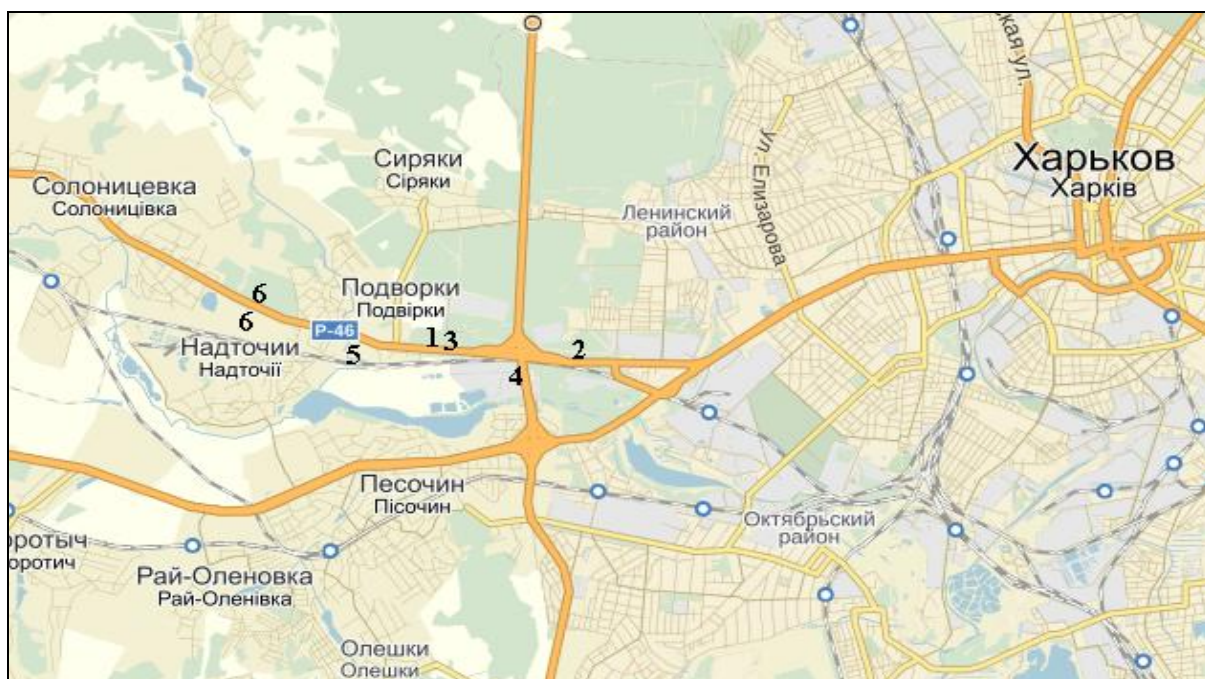 ская ул.
Харьков
Харків
Сиряки
Сіряки
Солоницевка
Солоницівка
Ленинский
район
ул. Елизарова
6
Подворки
Подвірки
6
Р-46
1
3
2
Надточии
Надточії
5
4
Песочин
Пісочин
Октябрьский
район
оротыч
оротич
Рай-Оленовка
Рай-Оленівка
Олешки
Олешки